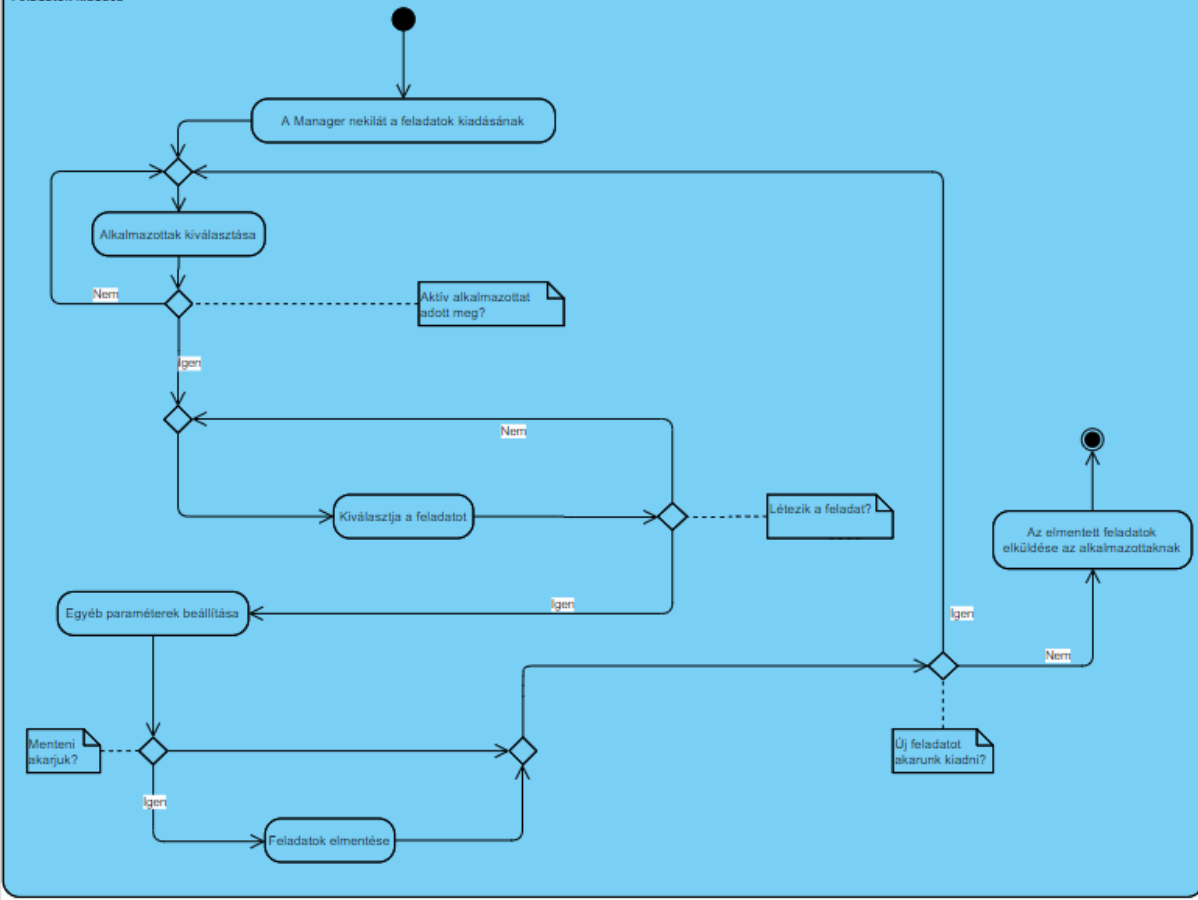 A Manager nekilát a feladatok kiadásának
Alkalmazottak kiválasztása
Nem
Aktív alkalmazottat
adott meg?
Igen
Nem
Kiválasztja a feladatot
Létezik a feladat?
Az elmentett feladatok
elküldése az alkalmazottaknak
Egyéb paraméterek beállítása
Igen
Igen
Nem
Menteni
akarjuk?
Új feladatot
akarunk kiadni?
Igen
Feladatok elmentése